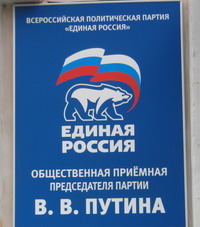 ВСЕРОССИЙСКАЯ ПОЛИТИЧЕСКАЯ ПАРТИЯ
«ЕДИНАЯ РОССИЯ»
ЕДИНАЯ
РОССИЯ
ОБЩЕСТВЕННАЯ ПРИЁМНАЯ
ПРЕДСЕДАТЕЛЯ ПАРТИИ
В. В. ПУТИНА